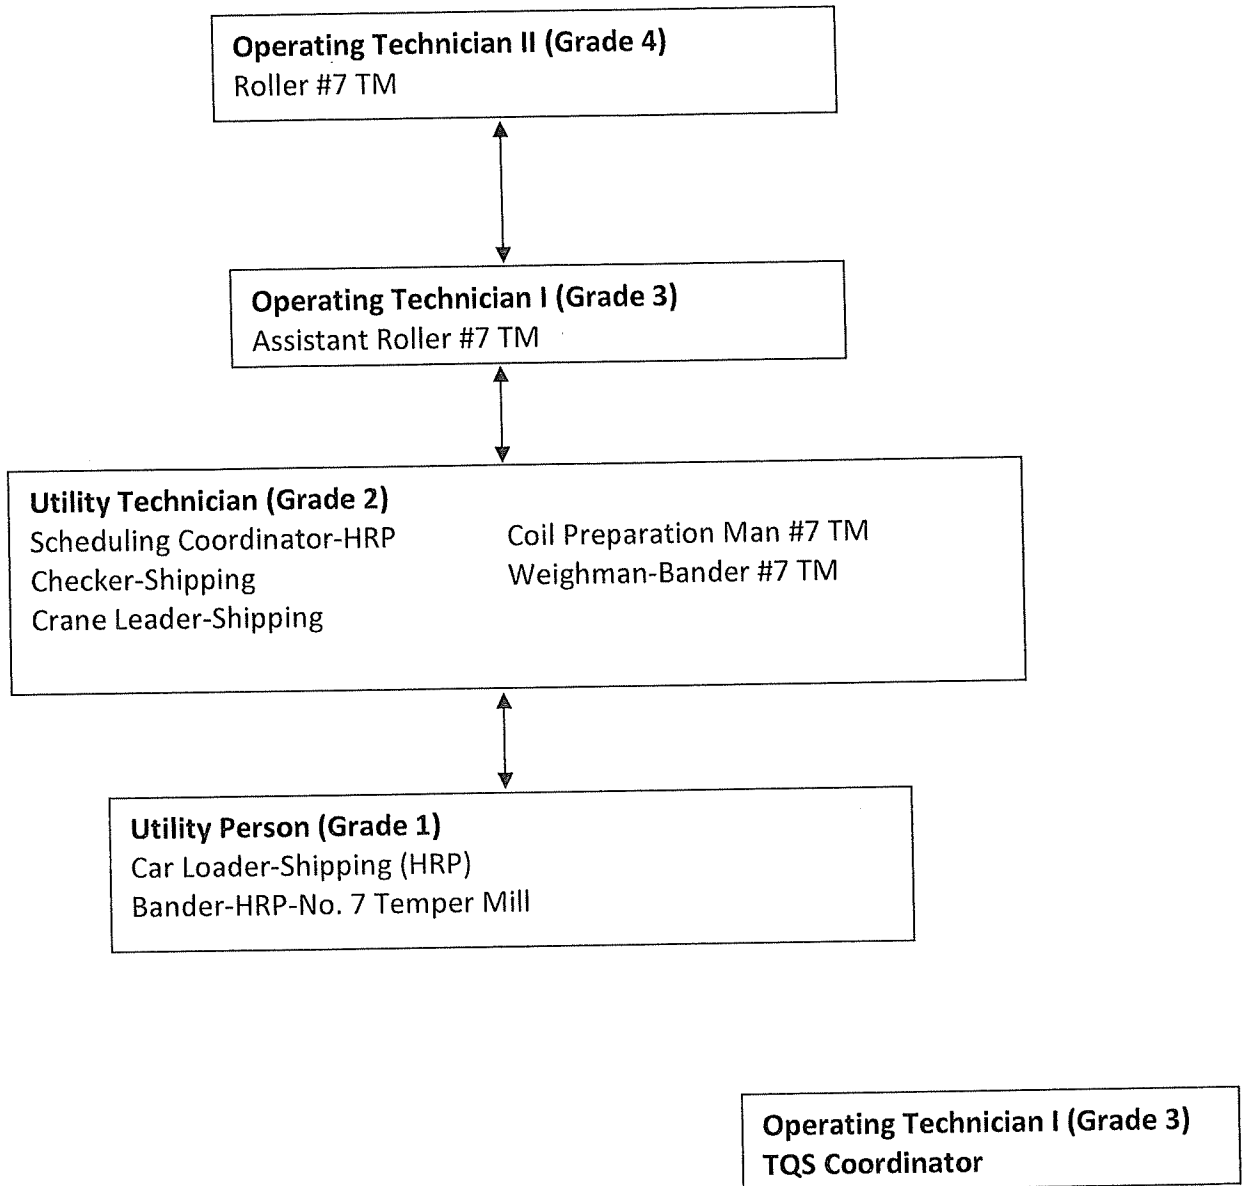 Operating Technician II (Grade 4)
Roller #7 TM
Operating Technician I (Grade 3)
Assistant Roller #7 TM
Utility Technician (Grade 2)
Scheduling Coordinator-HRP
Checker-Shipping
Crane Leader-Shipping
Coil Preparation Man #7 TM
Weighman-Bander #7 TM
Utility Person (Grade 1)
Car Loader-Shipping (HRP)
Bander-HRP-No. 7 Temper Mill
Operating Technician I (Grade 3)
TQS Coordinator